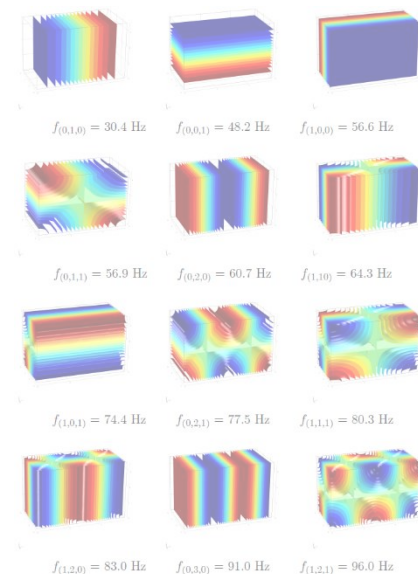 f(0,1,0) = 30.4 Hz
f(0,0,1) = 48.2 Hz
f(1,0,0) = 56.6 Hz
f(0,1,1) = 56.9 Hz
f(0,2,0) = 60.7 Hz
f(1,10) = 64.3 Hz
f(1,0,1) = 74.4 Hz
f(0,2,1) = 77.5 Hz
f(1,1,1) = 80.3 Hz
f(1,2,0) = 83.0 Hz
f(0,3,0) = 91.0 Hz
f(1,2,1) = 96.0 Hz